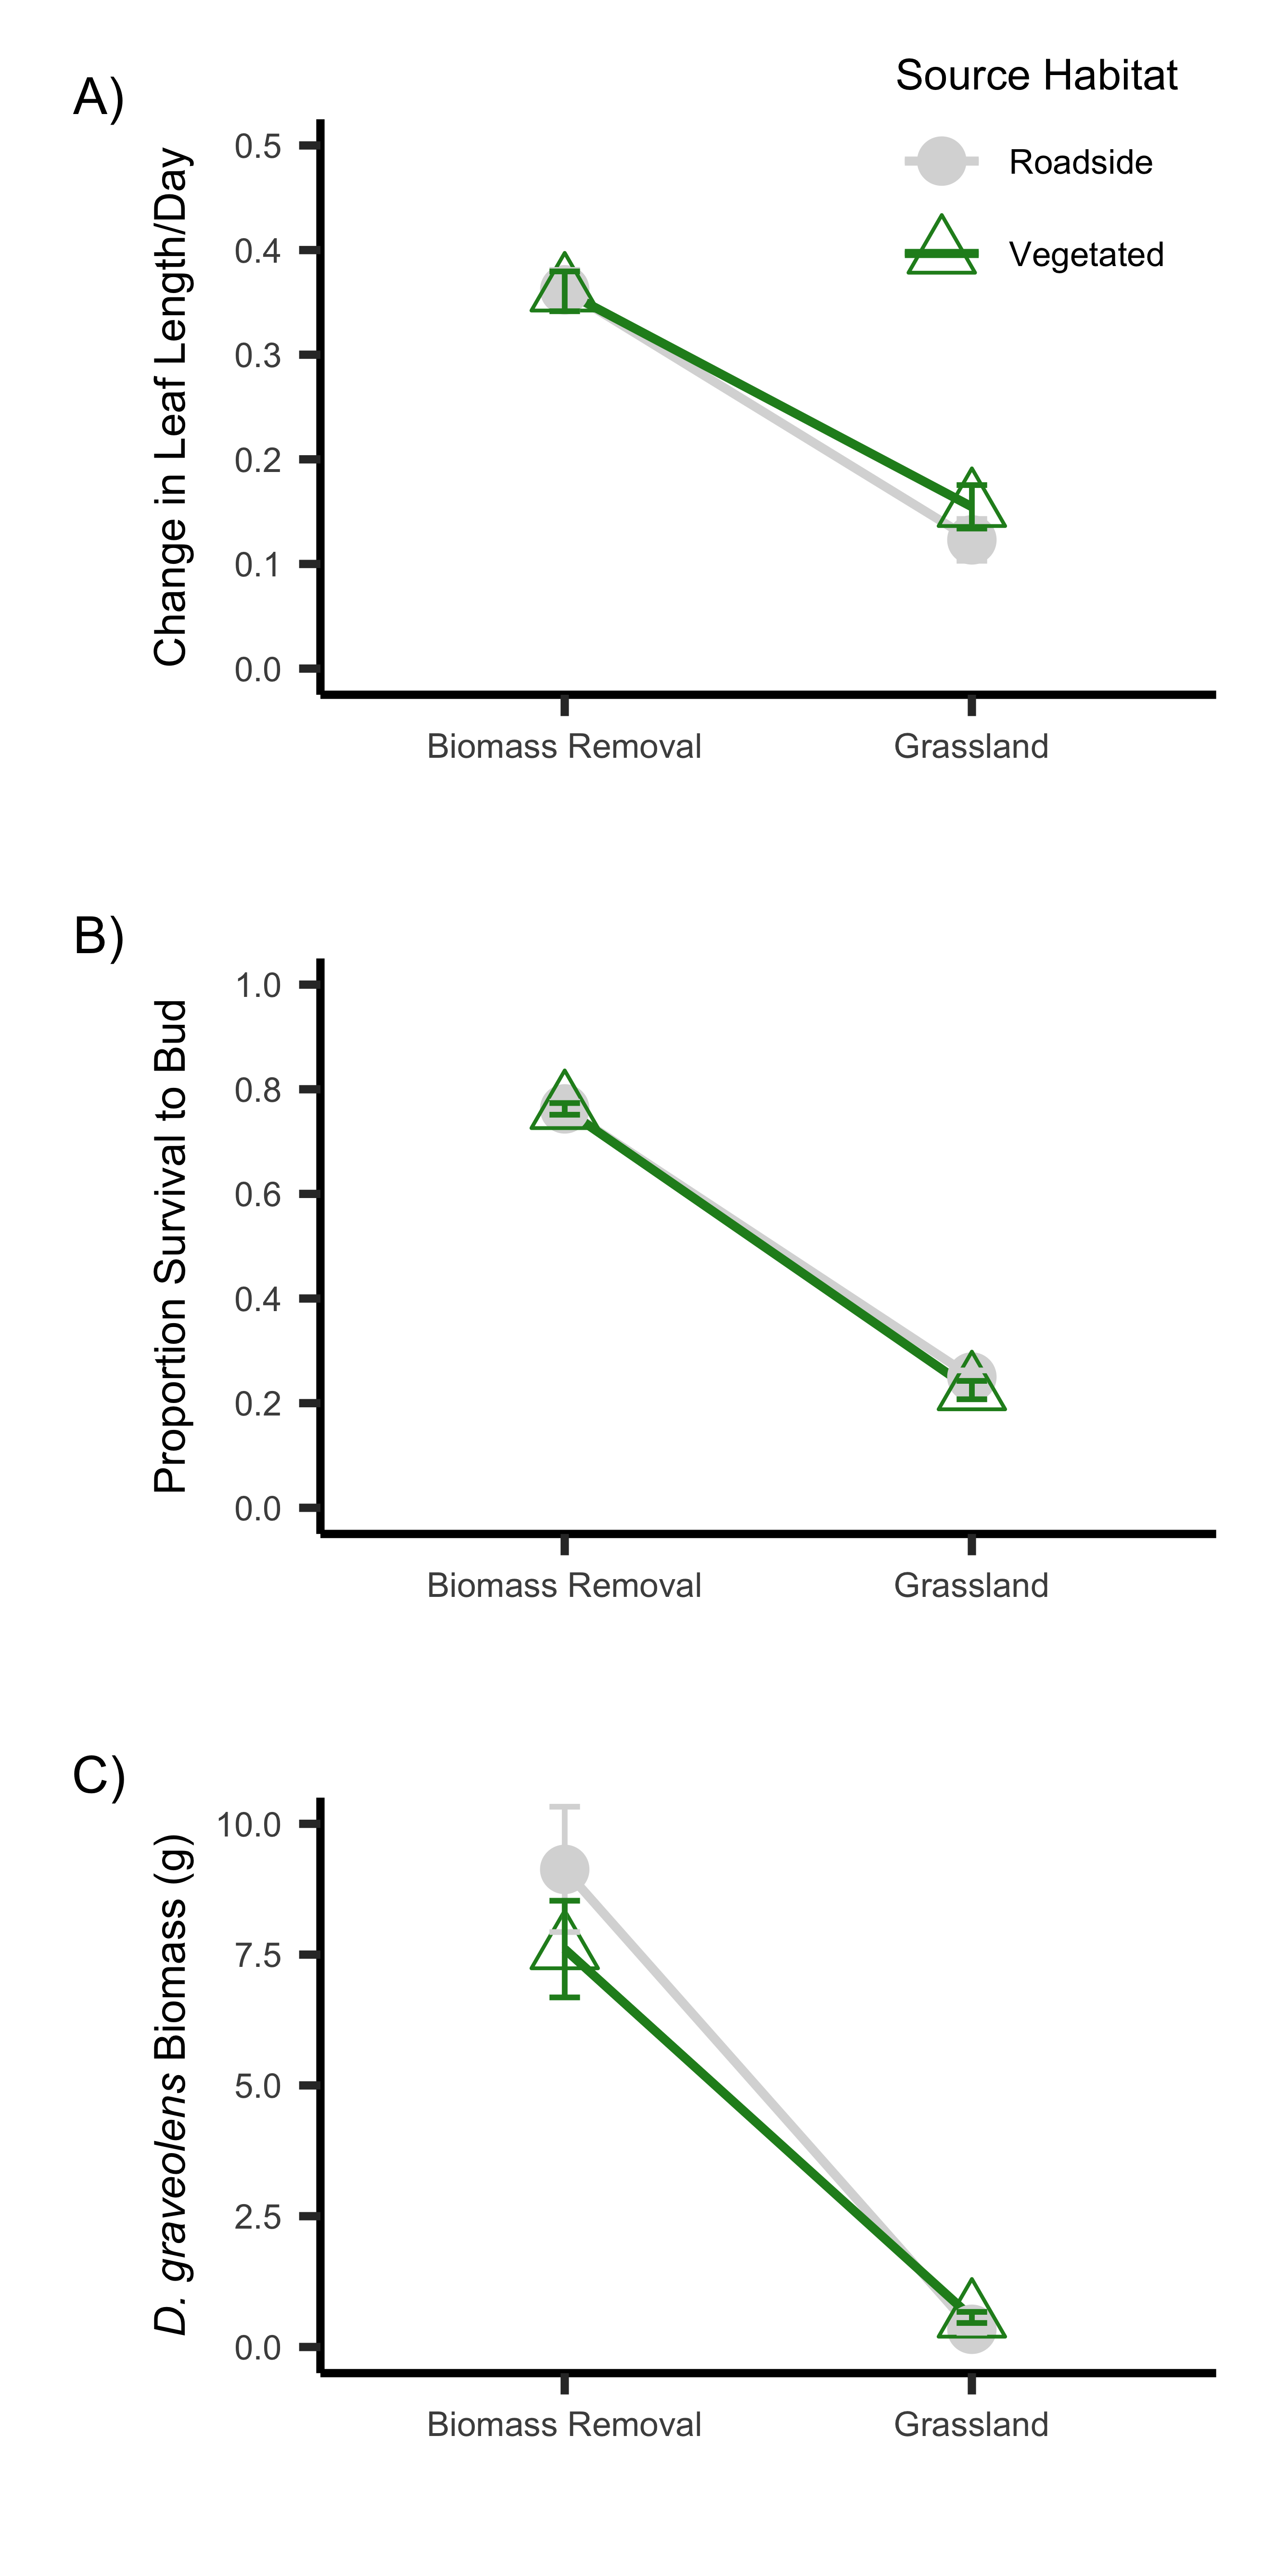 A)
Source Habitat
Roadside
Vegetated
Change in Leaf Length/Day
0.5
0.4
0.3
0.2
0.1
0.0
Biomass Removal Grassland
B)
Proportion Survival to Bud
1.0
0.8
0.6
0.4
0.2
0.0
Biomass Removal Grassland
C)
D. graveolens Biomass (g)
10.0
7.5
5.0
2.5
0.0
Biomass Removal Grassland